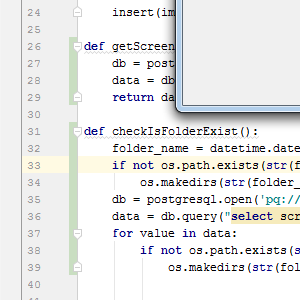 24 insert(im
25
26 def getScreen
27 db = post
28 data = db
29 return da
30
31 def checkIsFolderExist():
32 folder_name = datetime.date
33 if not os.path.exists(str(f
34 os.makedirs(str(folder_
35 db = postgresql.open('pq://
36 data = db.query("select scr
37 for value in data:
38 if not os.path.exists(s
39 os.makedirs(str(fol
40